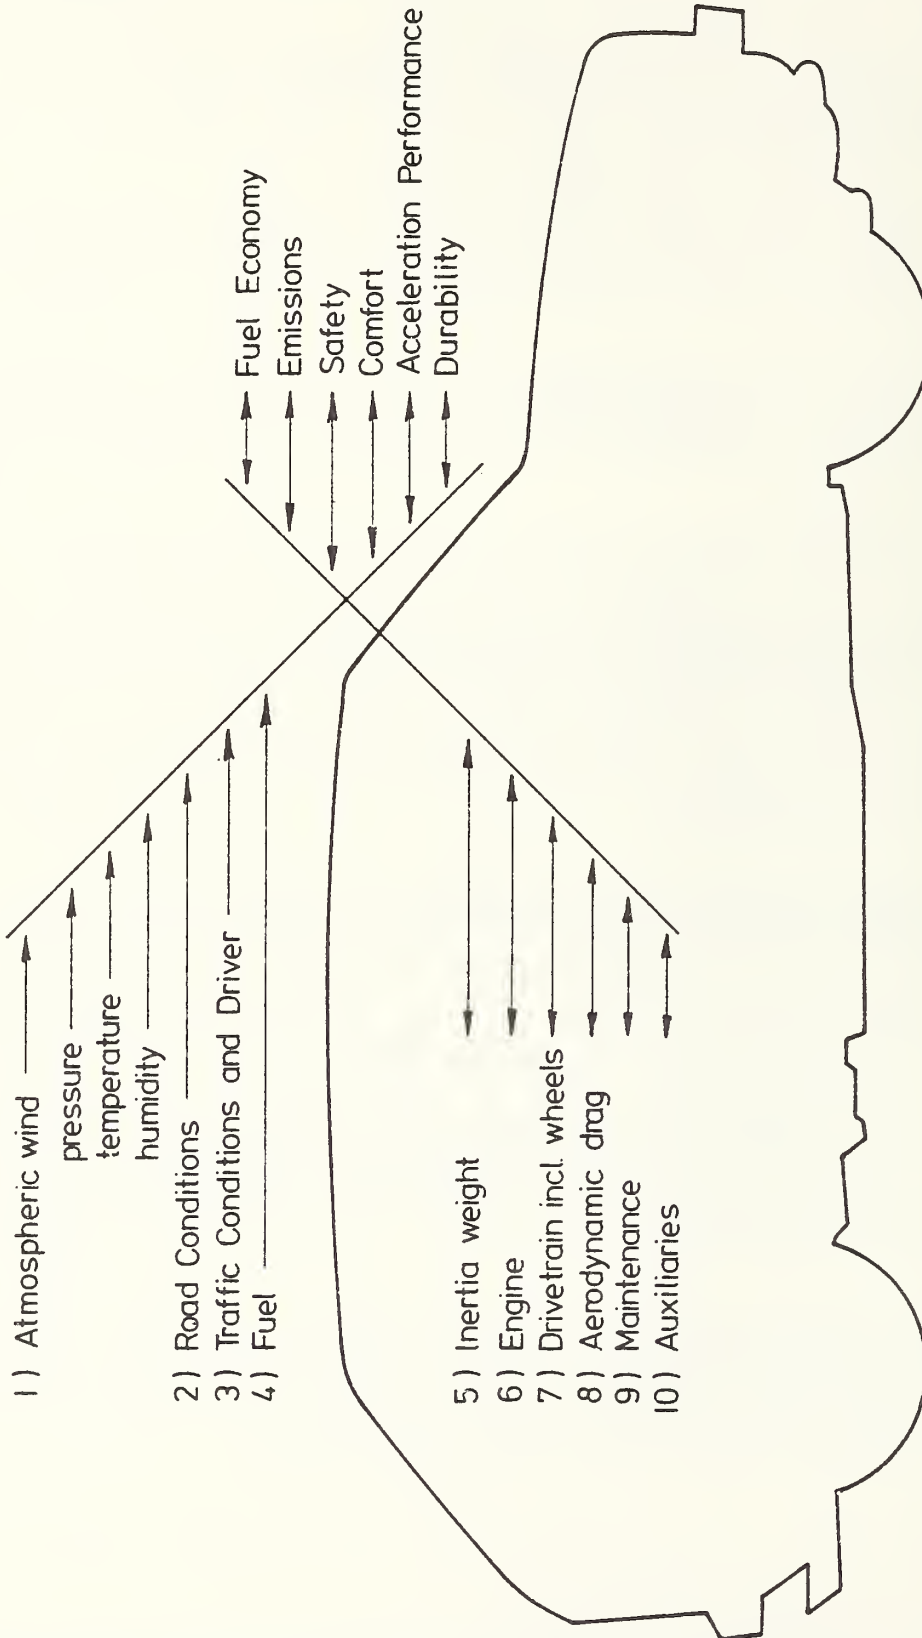 1) Atmospheric wind
pressure
temperature
humidity
2) Road Conditions
3) Traffic Conditions and Driver
4) Fuel
5) Inertia weight
6) Engine
7) Drivetrain incl. wheels
8) Aerodynamic drag
9) Maintenance
10) Auxiliaries
Fuel Economy
Emissions
Safety
Comfort
Acceleration Performance
Durability